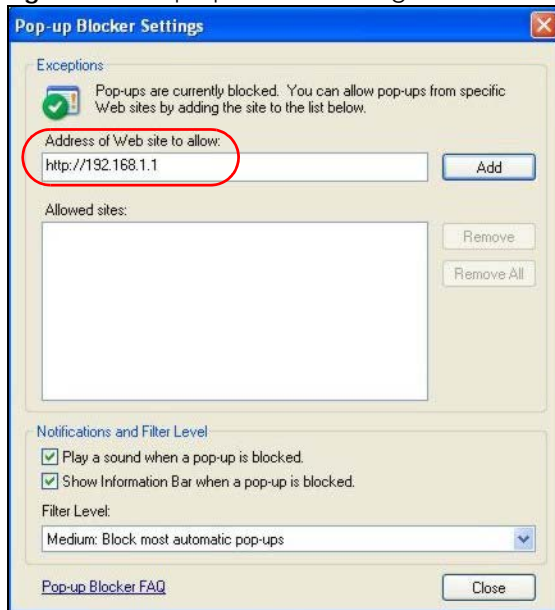 Pop-up Blocker Settings
Exceptions
Pop-ups are currently blocked. You can allow pop-ups from specific
Web sites by adding the site to the list below.
Address of Web site to allow:
http://192.168.1.1
Add
Allowed sites:
Remove
Remove All
Notifications and Filter Level
Play a sound when a pop-up is blocked.
Show Information Bar when a pop-up is blocked.
Filter Level:
Medium: Block most automatic pop-ups
Pop-up Blocker FAQ
Close